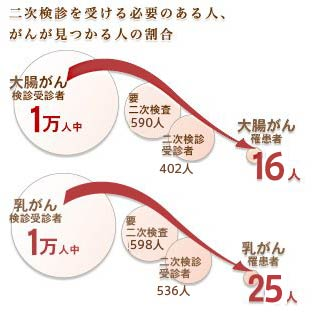 二次検診を受ける必要のある人、
がんが見つかる人の割合
大腸がん
検診受診者
1万人中
要
二次検査
590人
二次検診
受診者
402人
大腸がん
罹患者
16人
乳がん
検診受診者
1万人中
要
二次検査
598人
二次検診
受診者
536人
乳がん
罹患者
25人